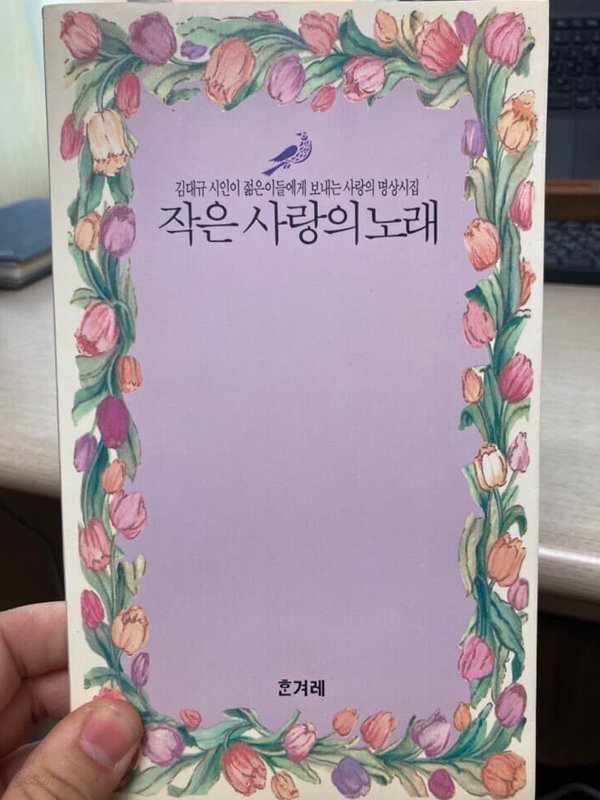 김대규 시인이 젊은이들에게 보내는 사랑의 명상시집
작은 사랑의 노래
한겨레